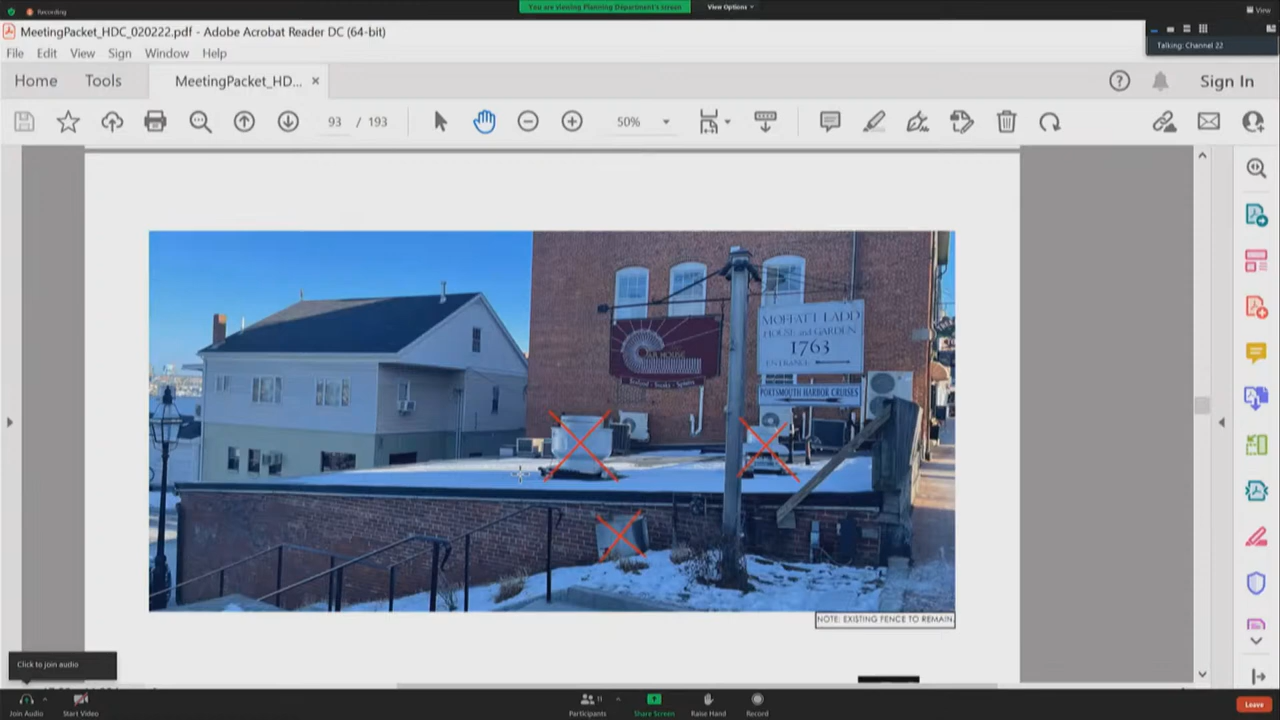 Recording
You are viewing Planning Department's screen
View Options
View
MeetingPacket_HDC_020222.pdf - Adobe Acrobat Reader DC (64-bit)
Talking: Channel 22
File Edit View Sign Window Help
Home Tools MeetingPacket_HD... × Sign In
93 / 193 50%
MOFFATT-LADD
HOUSE and GARDEN
1763
ENTRANCE
PORTSMOUTH HARBOR CRUISES
NOTE: EXISTING FENCE TO REMAIN.
Click to join audio
Join Audio Start Video Participants 11 Share Screen Raise Hand Record Leave